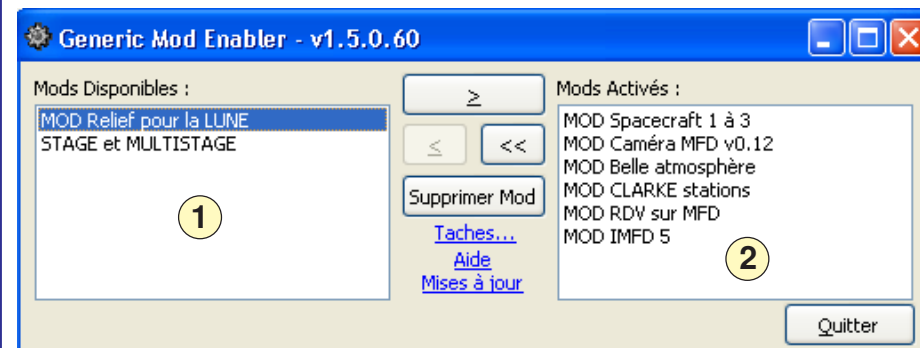 Generic Mod Enabler - v1.5.0.60
Mods Disponibles :
MOD Relief pour la LUNE
STAGE et MULTISTAGE
1
≥
≤ <<
Supprimer Mod
Taches...
Aide
Mises à jour
Mods Activés :
MOD Spacecraft 1 à 3
MOD Caméra MFD v0.12
MOD Belle atmosphère
MOD CLARKE stations
MOD RDV sur MFD
MOD IMFD 5
2
Quitter